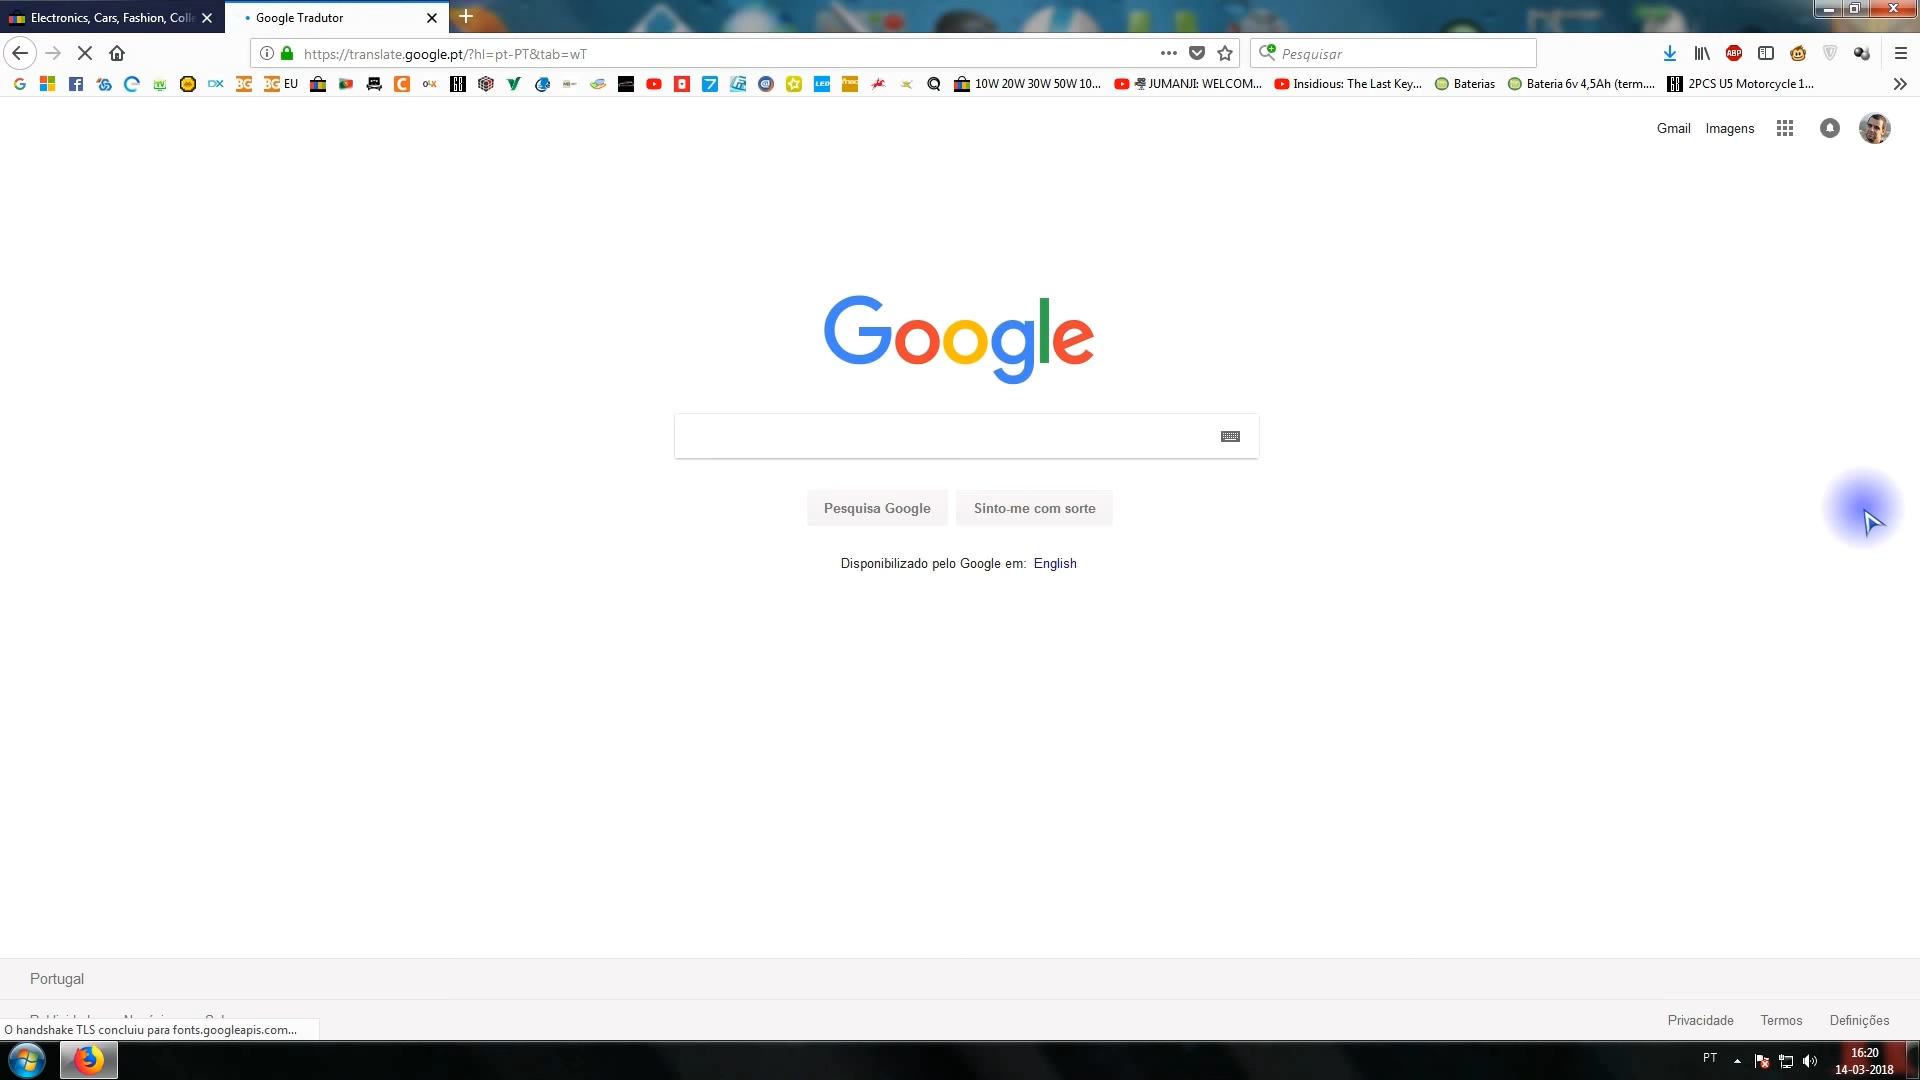 Electronics, Cars, Fashion, Colle
Google Tradutor
https://translate.google.pt/?hl=pt-PT&tab=wT
Pesquisar
EU
10W 20W 30W 50W 10...
JUMANJI: WELCOM...
Insidious: The Last Key...
Baterias
Bateria 6v 4,5Ah (term....
2PCS U5 Motorcycle 1...
Gmail
Imagens
Google
Pesquisa Google
Sinto-me com sorte
Disponibilizado pelo Google em: English
Portugal
O handshake TLS concluiu para fonts.googleapis.com...
Privacidade
Termos
Definições
PT
16:20
14-03-2018